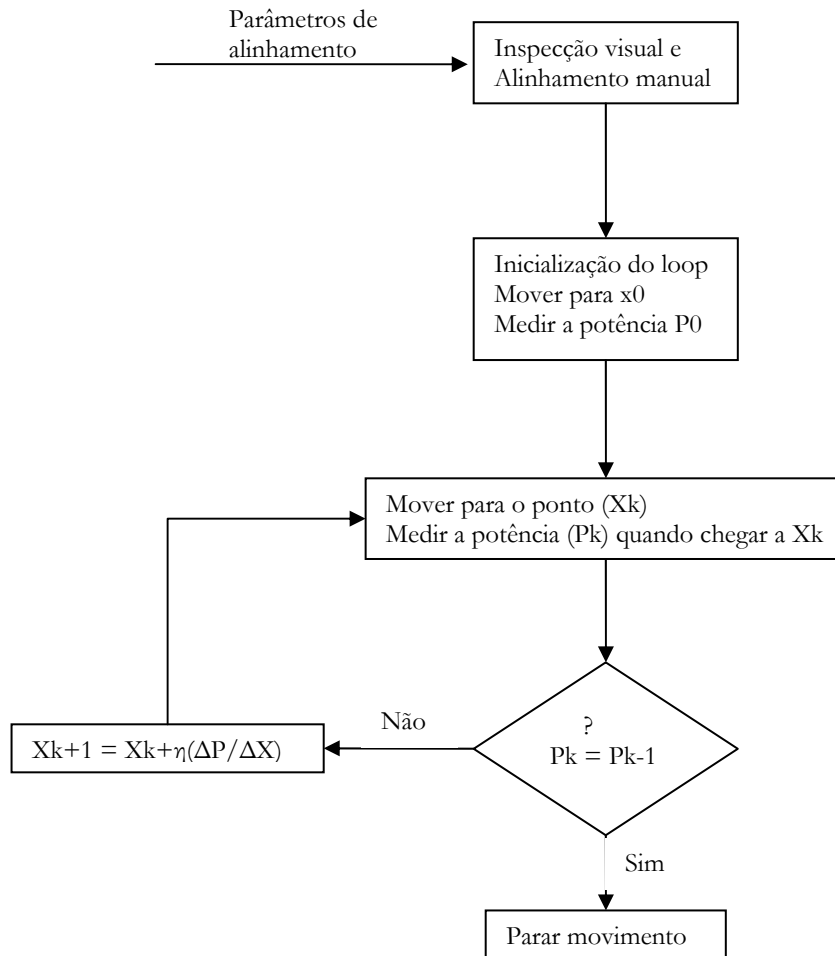 Parâmetros de
alinhamento
Inspecção visual e
Alinhamento manual
Inicialização do loop
Mover para x0
Medir a potência P0
Mover para o ponto (Xk)
Medir a potência (Pk) quando chegar a Xk
Não
?
Pk = Pk-1
Xk+1 = Xk+η(ΔP/ΔX)
Sim
Parar movimento